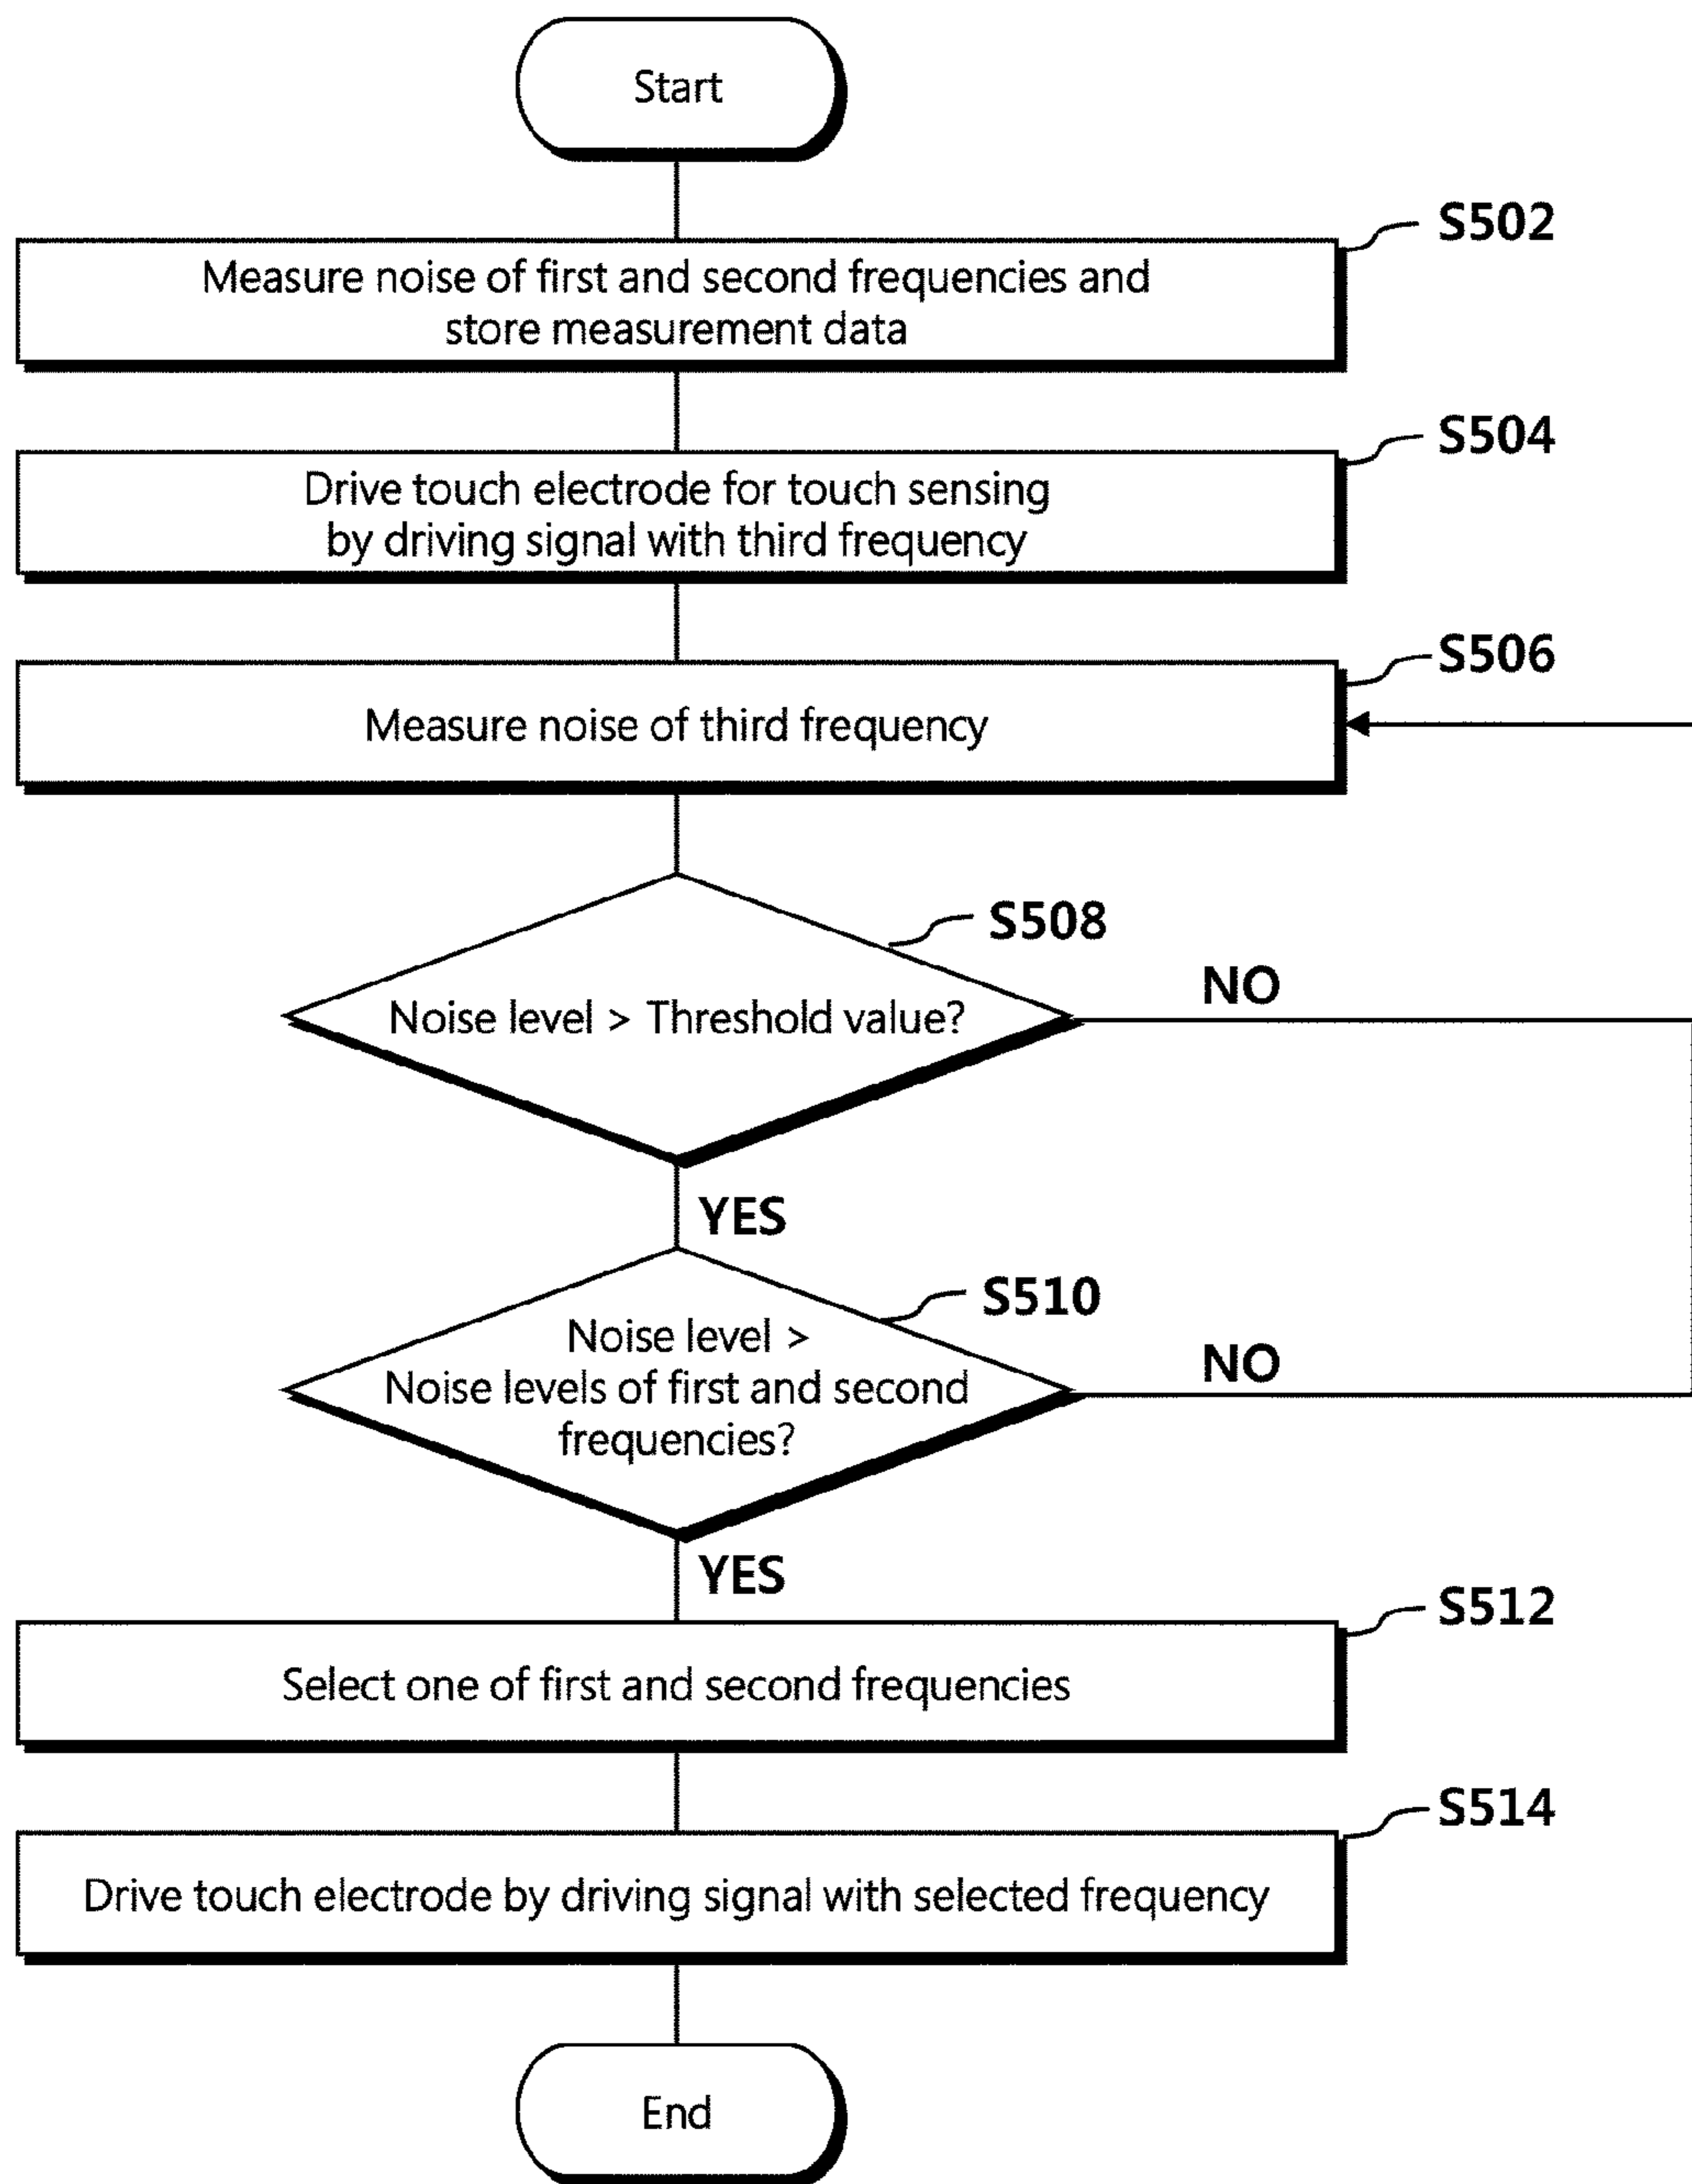 Start
S502
Measure noise of first and second frequencies and
store measurement data
S504
Drive touch electrode for touch sensing
by driving signal with third frequency
S506
Measure noise of third frequency
S508
NO
Noise level > Threshold value?
YES
S510
Noise level >
NO
Noise levels of first and second
frequencies?
YES
S512
Select one of first and second frequencies
S514
Drive touch electrode by driving signal with selected frequency
End